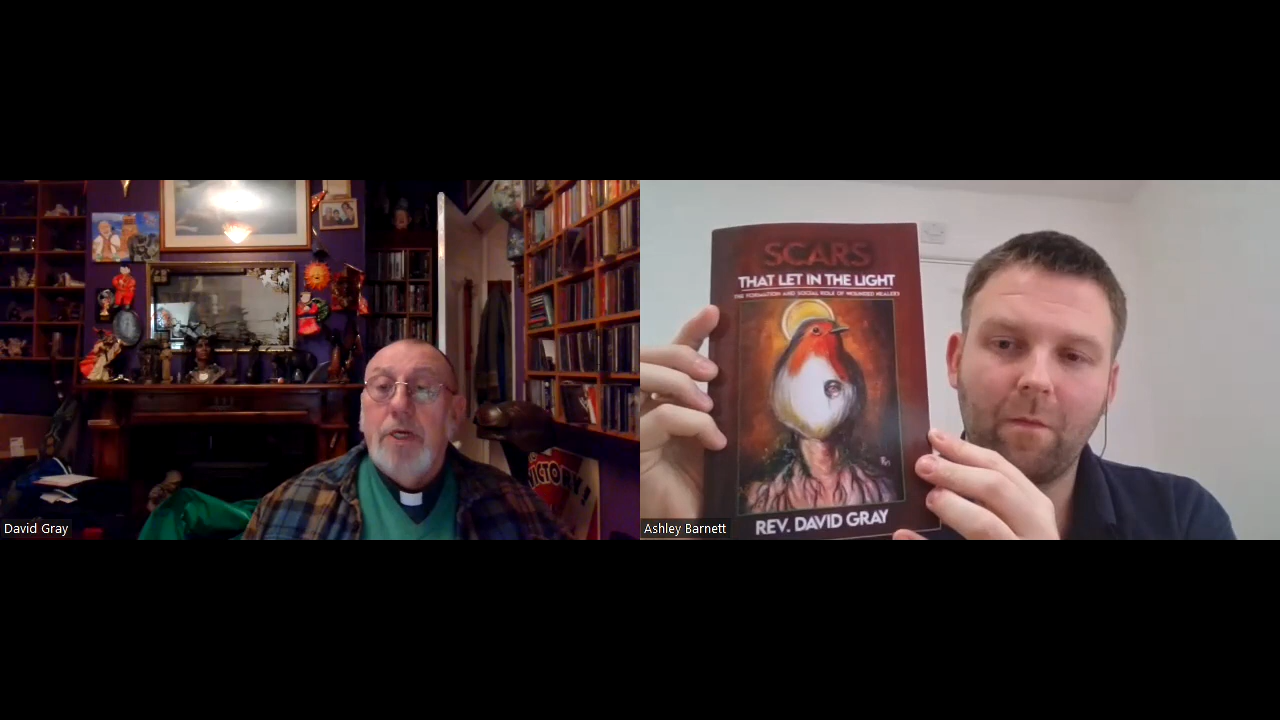 VICTORY!
David Gray
SCARS
THAT LET IN THE LIGHT
THE FORMATION AND SOCIAL ROLE OF WOUNDED HEALERS
REV. DAVID GRAY
Ashley Barnett